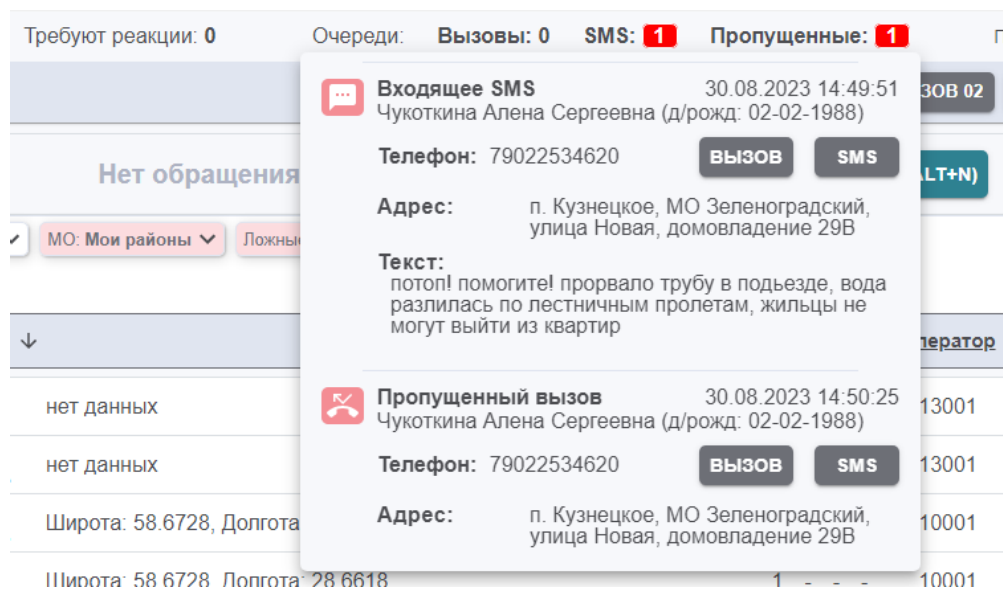 Требуют реакции: 0 Очереди: Вызовы: 0 SMS: 1 Пропущенные: 1
Входящее SMS 30.08.2023 14:49:51
ЗОВ 02
Чукоткина Алена Сергеевна (д/рожд: 02-02-1988)
Телефон: 79022534620 ВЫЗОВ SMS
Нет обращения
LT+N)
Адрес: п. Кузнецкое, МО Зеленоградский,
улица Новая, домовладение 29В
МО: Мои районы Ложны
Текст:
потоп! помогите! прорвало трубу в подьезде, вода
разлилась по лестничным пролетам, жильцы не
могут выйти из квартир
ператор
Пропущенный вызов 30.08.2023 14:50:25
нет данных 13001
Чукоткина Алена Сергеевна (д/рожд: 02-02-1988)
нет данных Телефон: 79022534620 ВЫЗОВ SMS 13001
Адрес: п. Кузнецкое, МО Зеленоградский,
улица Новая, домовладение 29В
Широта: 58.6728, Долгота 10001
Широта: 58.6728, Долгота: 28.6618 1 - - - 10001